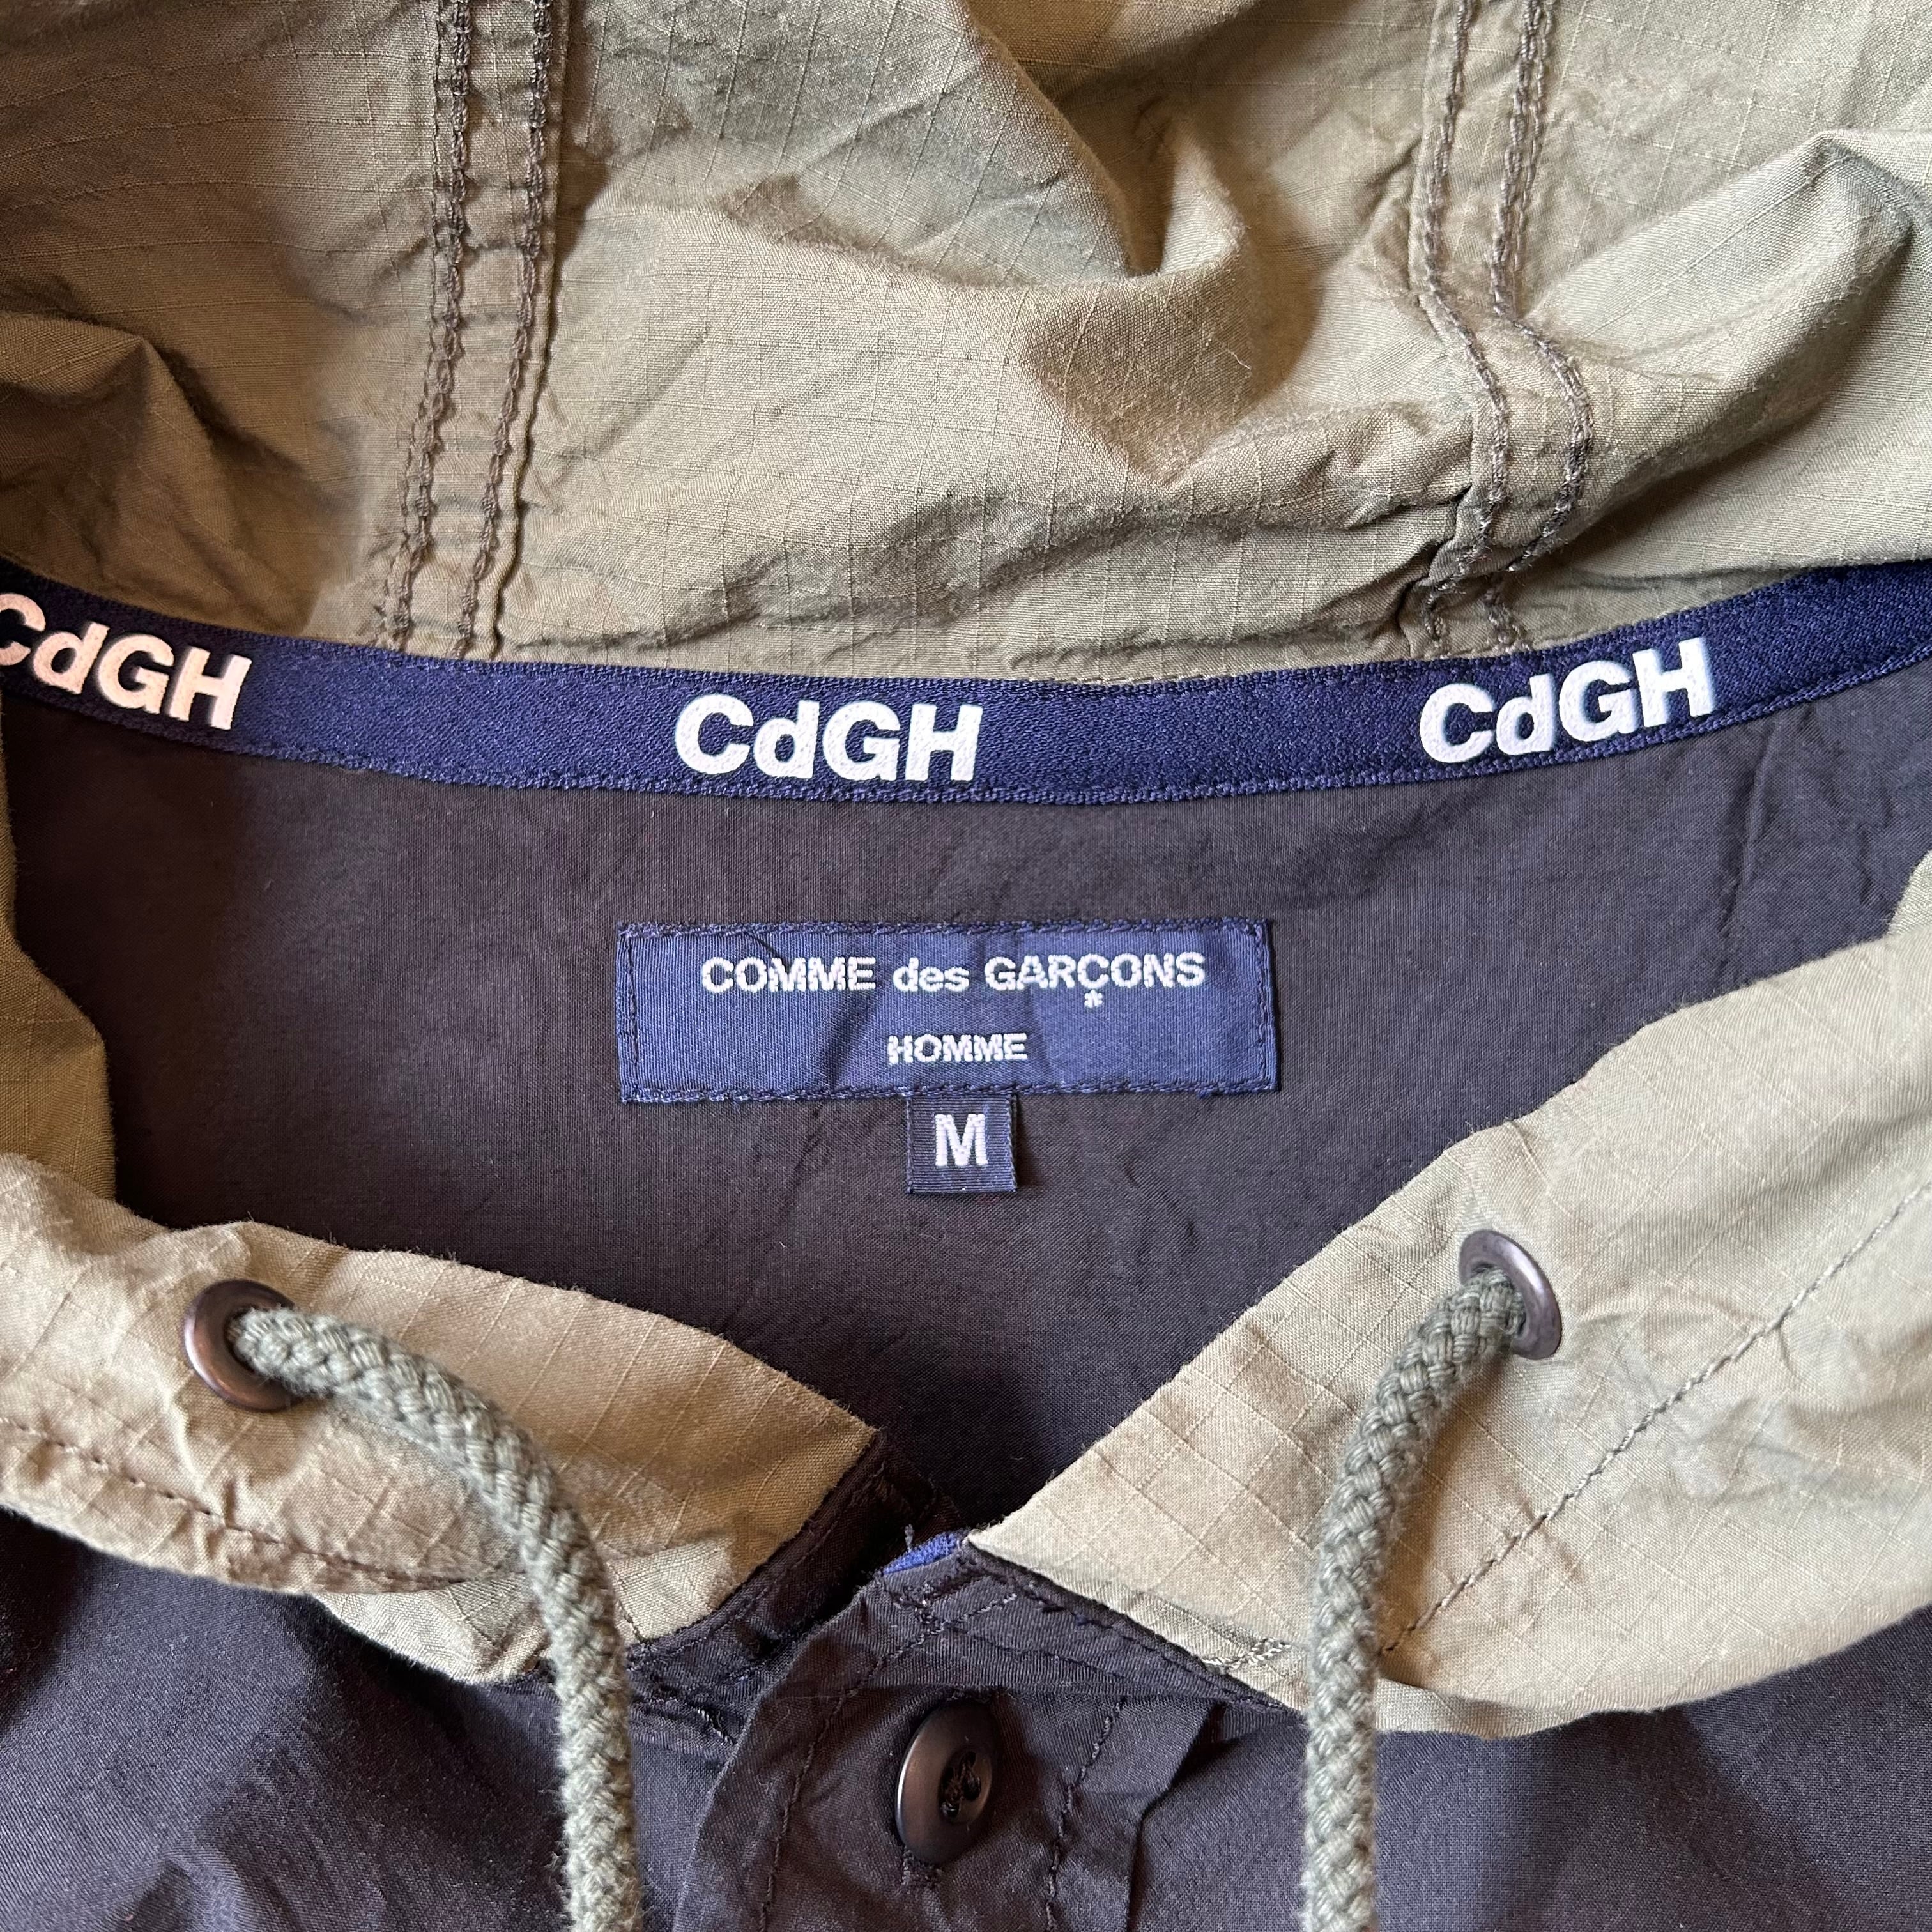 CdGH CdGH CdGH
COMME des GARÇONS
*
HOMME
M